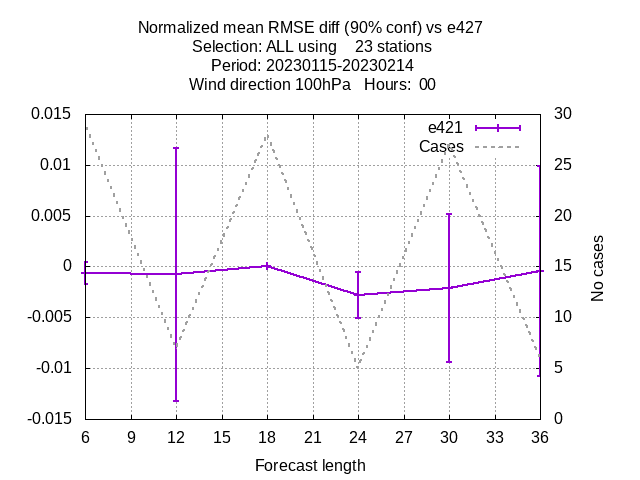 Normalized mean RMSE diff (90% conf) vs e427
Selection: ALL using 23 stations
Period: 20230115-20230214
Wind direction 100hPa Hours: 00
0.015
0.01
0.005
0
-0.005
-0.01
-0.015
30
25
20
15
10
5
0
e421
Cases
No cases
6 9 12 15 18 21 24 27 30 33 36
Forecast length